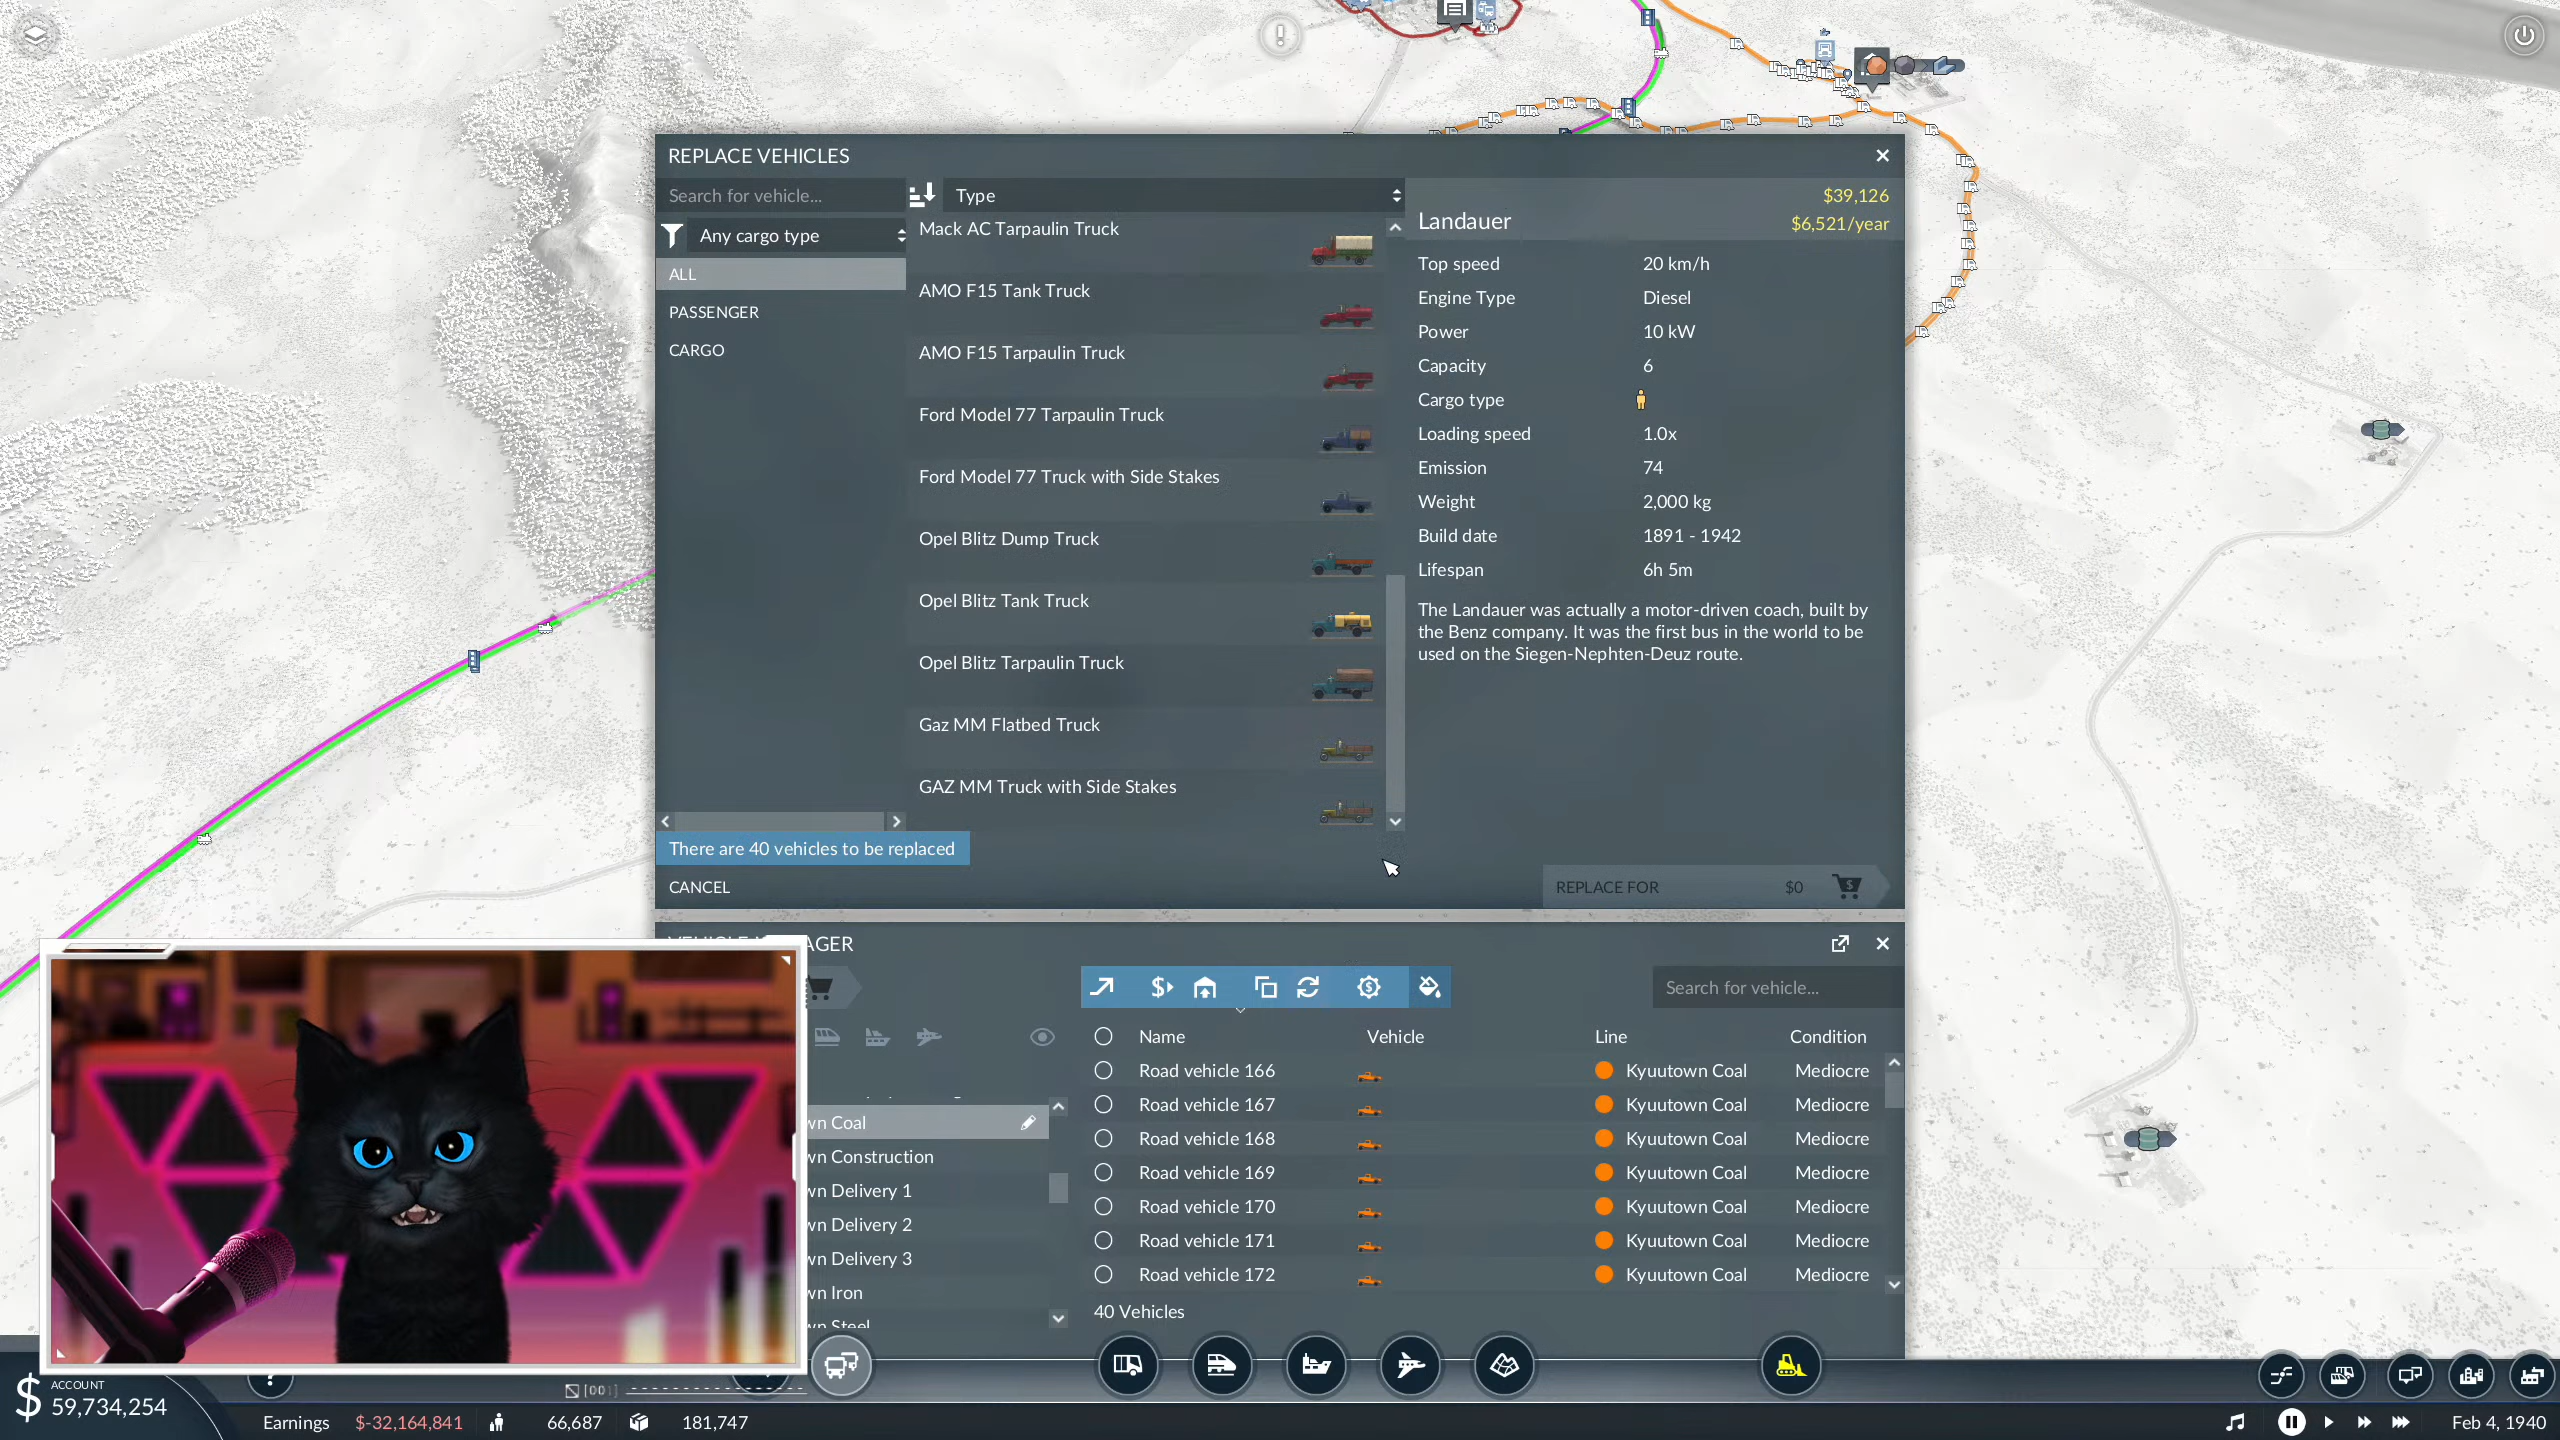 REPLACE VEHICLES
Search for vehicle...
Type
Any cargo type
ALL
PASSENGER
CARGO
Mack AC Tarpaulin Truck
AMO F15 Tank Truck
AMO F15 Tarpaulin Truck
Ford Model 77 Tarpaulin Truck
Ford Model 77 Truck with Side Stakes
Opel Blitz Dump Truck
Opel Blitz Tank Truck
Opel Blitz Tarpaulin Truck
Gaz MM Flatbed Truck
GAZ MM Truck with Side Stakes
Landauer
$39,126
$6,521/year
Top speed 20 km/h
Engine Type Diesel
Power 10 kW
Capacity 6
Cargo type
Loading speed 1.0x
Emission 74
Weight 2,000 kg
Build date 1891 - 1942
Lifespan 6h 5m
The Landauer was actually a motor-driven coach, built by
the Benz company. It was the first bus in the world to be
used on the Siegen-Nephten-Deuz route.
There are 40 vehicles to be replaced
CANCEL
REPLACE FOR $0
AGER
Search for vehicle...
wn Coal
wn Construction
wn Delivery 1
wn Delivery 2
wn Delivery 3
wn Iron
wn Steel
Name Vehicle Line Condition
Road vehicle 166 Kyuutown Coal Mediocre
Road vehicle 167 Kyuutown Coal Mediocre
Road vehicle 168 Kyuutown Coal Mediocre
Road vehicle 169 Kyuutown Coal Mediocre
Road vehicle 170 Kyuutown Coal Mediocre
Road vehicle 171 Kyuutown Coal Mediocre
Road vehicle 172 Kyuutown Coal Mediocre
40 Vehicles
[001]
$ ACCOUNT
59,734,254
Earnings $-32,164,841 66,687 181,747
Feb 4, 1940